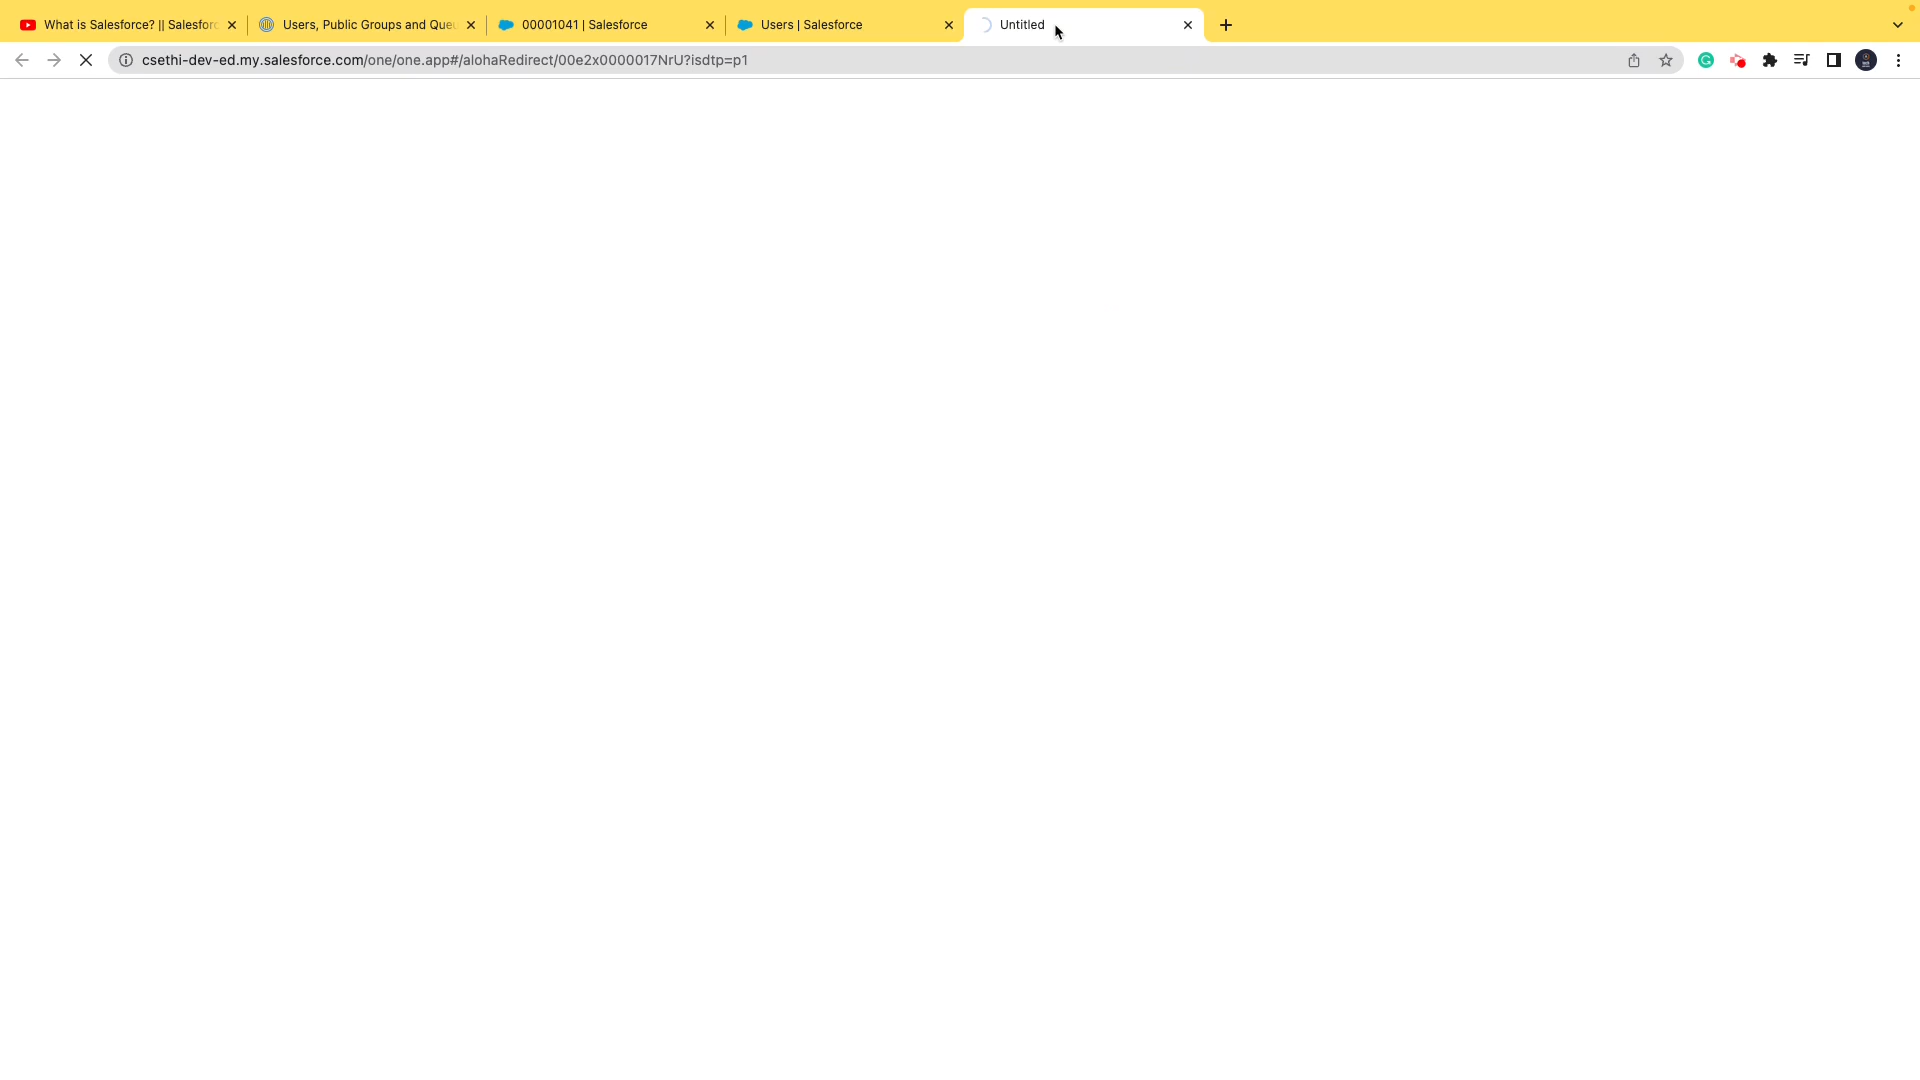 What is Salesforce? || Salesforc
Users, Public Groups and Queu
00001041 | Salesforce
Users | Salesforce
Untitled
csethi-dev-ed.my.salesforce.com/one/one.app#/alohaRedirect/00e2x0000017NrU?isdtp=p1